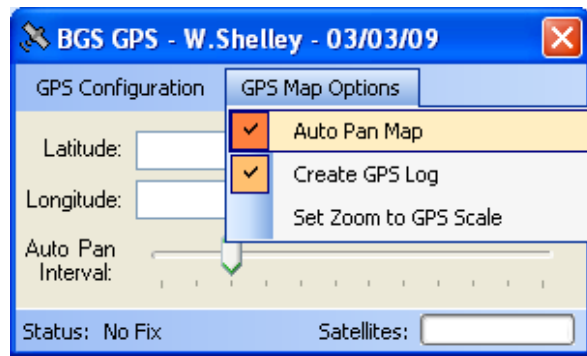 BGS GPS - W.Shelley - 03/03/09
GPS Configuration GPS Map Options
Auto Pan Map
Latitude:
Create GPS Log
Longitude:
Set Zoom to GPS Scale
Auto Pan
Interval:
Status: No Fix Satellites: